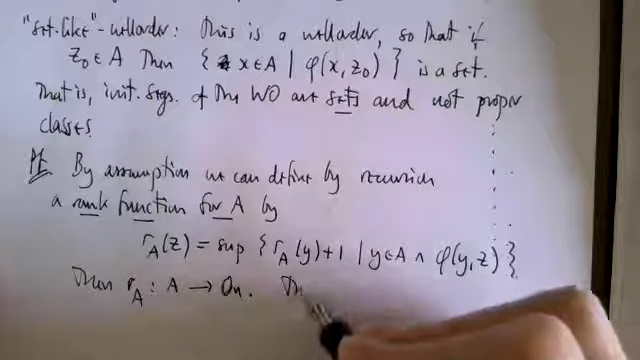 "set-like"-wellorder: This is a wellorder, so that if
z₀ ∈ A Then { x ∈ A | φ(x, z₀) } is a set.
That is, init. segs. of the WO are sets and not proper
classes.
Pf By assumption we can define by recursion
a rank function for A by
r_A(z) = sup { r_A(y)+1 | y ∈ A ∧ φ(y, z) }
Then r_A : A → On. Th